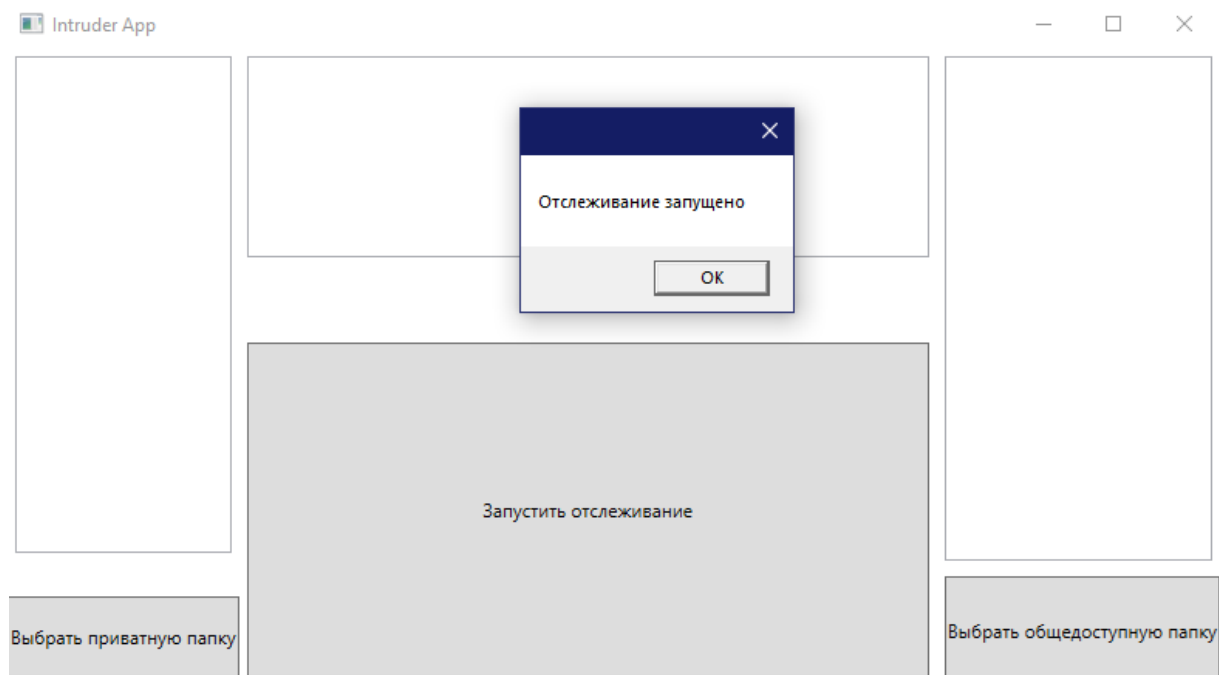 Intruder App
Отслеживание запущено
OK
Запустить отслеживание
Выбрать приватную папку
Выбрать общедоступную папку